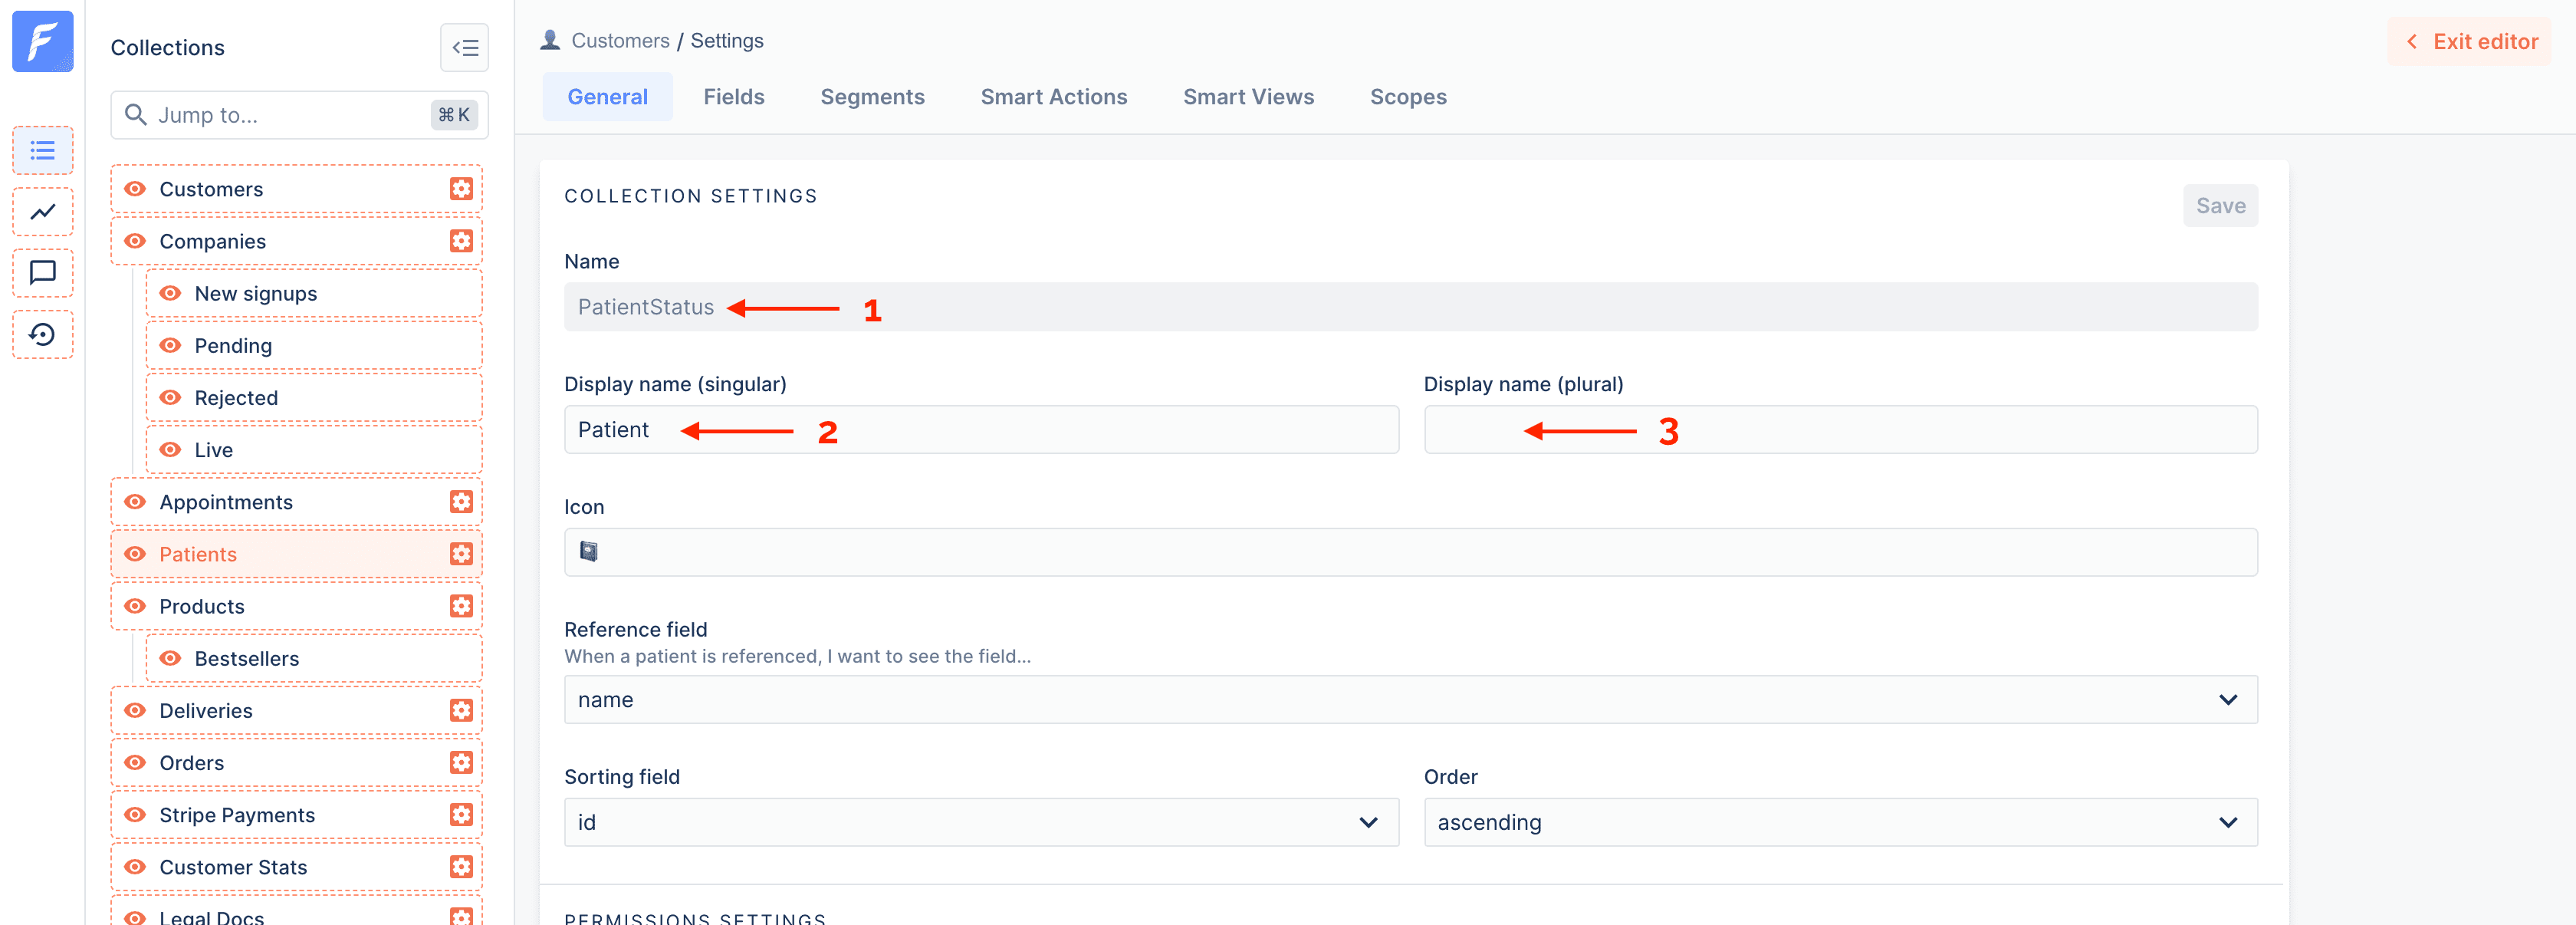 Collections
Jump to...
⌘ K
Customers
Companies
New signups
Pending
Rejected
Live
Appointments
Patients
Products
Bestsellers
Deliveries
Orders
Stripe Payments
Customer Stats
Legal Docs
Customers / Settings
Exit editor
General
Fields
Segments
Smart Actions
Smart Views
Scopes
COLLECTION SETTINGS
Save
Name
PatientStatus
1
Display name (singular)
Patient
2
Display name (plural)
3
Icon
Reference field
When a patient is referenced, I want to see the field...
name
Sorting field
id
Order
ascending
PERMISSIONS SETTINGS